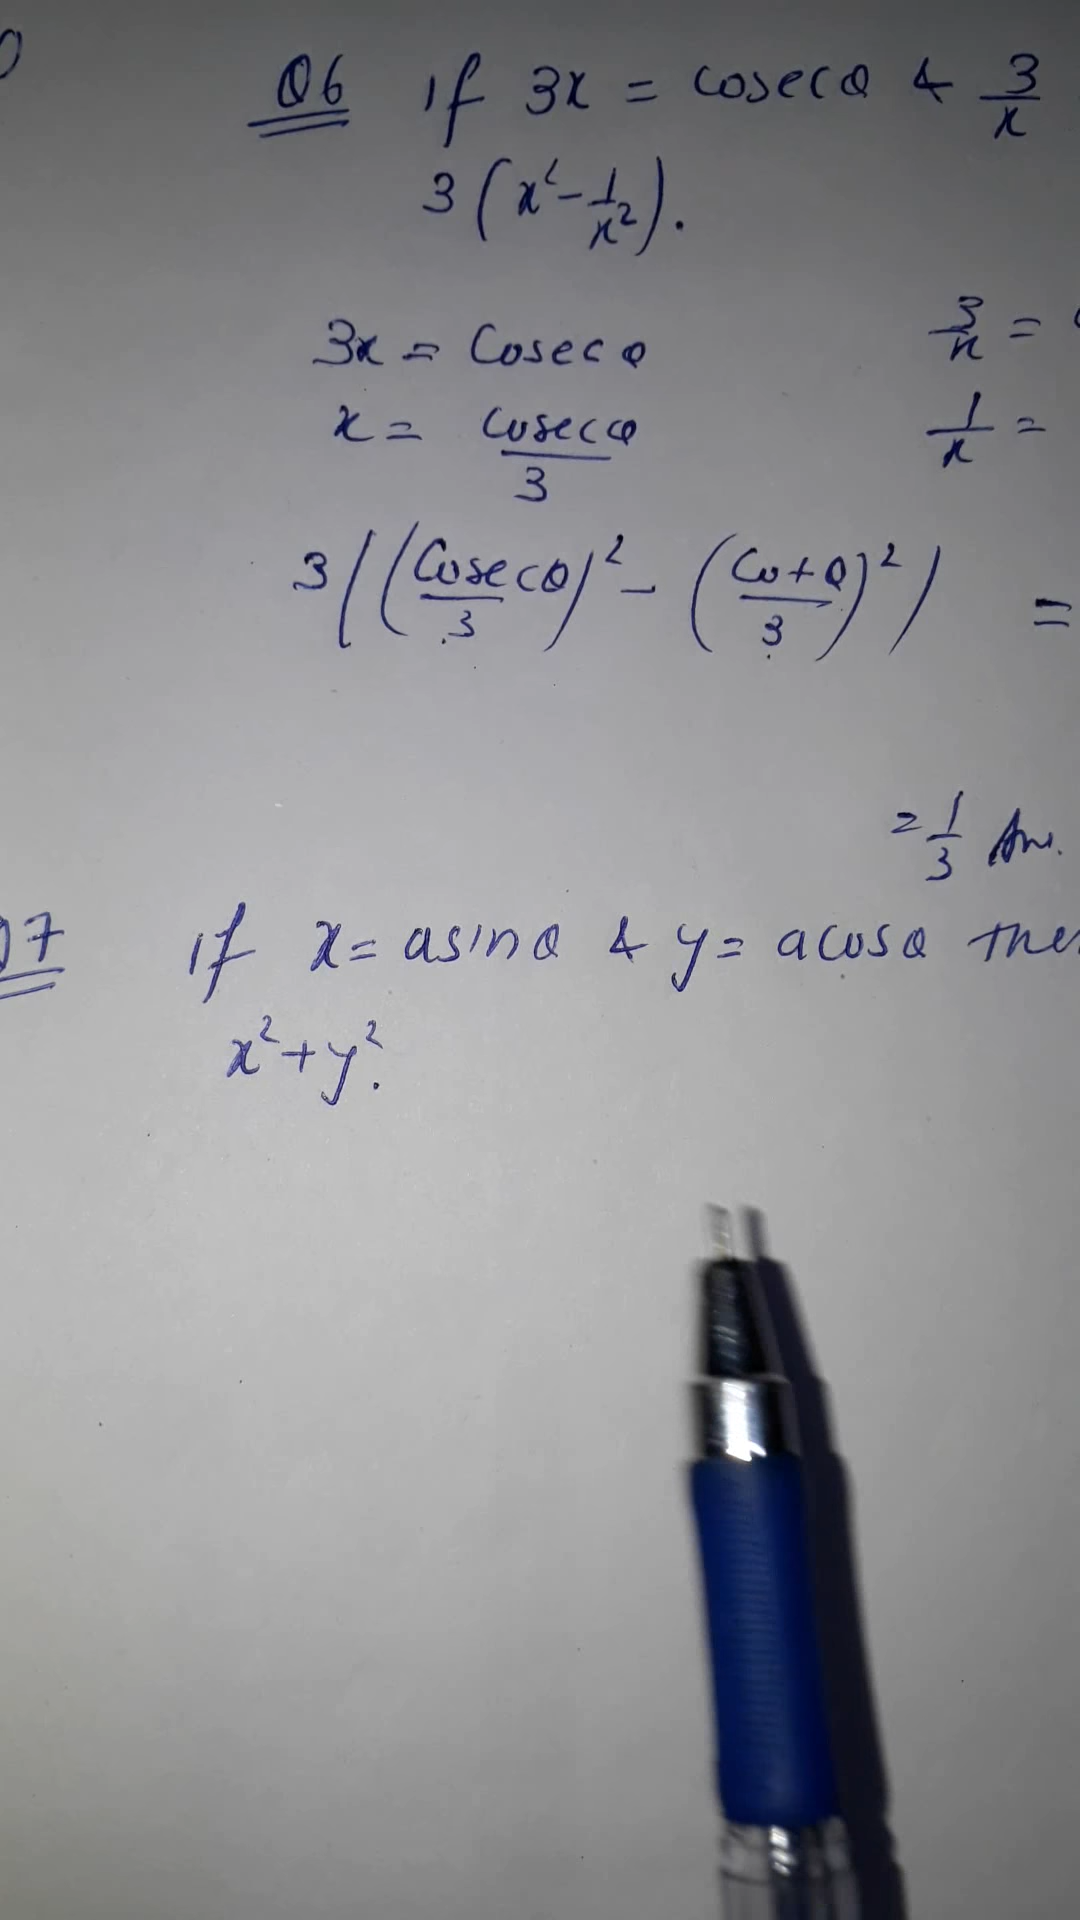 Q6 If 3x = cosecθ & 3/x
3(x² - 1/x²).
3x = Cosecθ 3/x =
x = cosecθ/3 1/x =
3((Cosecθ/3)² - (Cotθ/3)²) =
= 1/3 Ans.
Q7 If x = asinθ & y = acosθ then
x² + y².